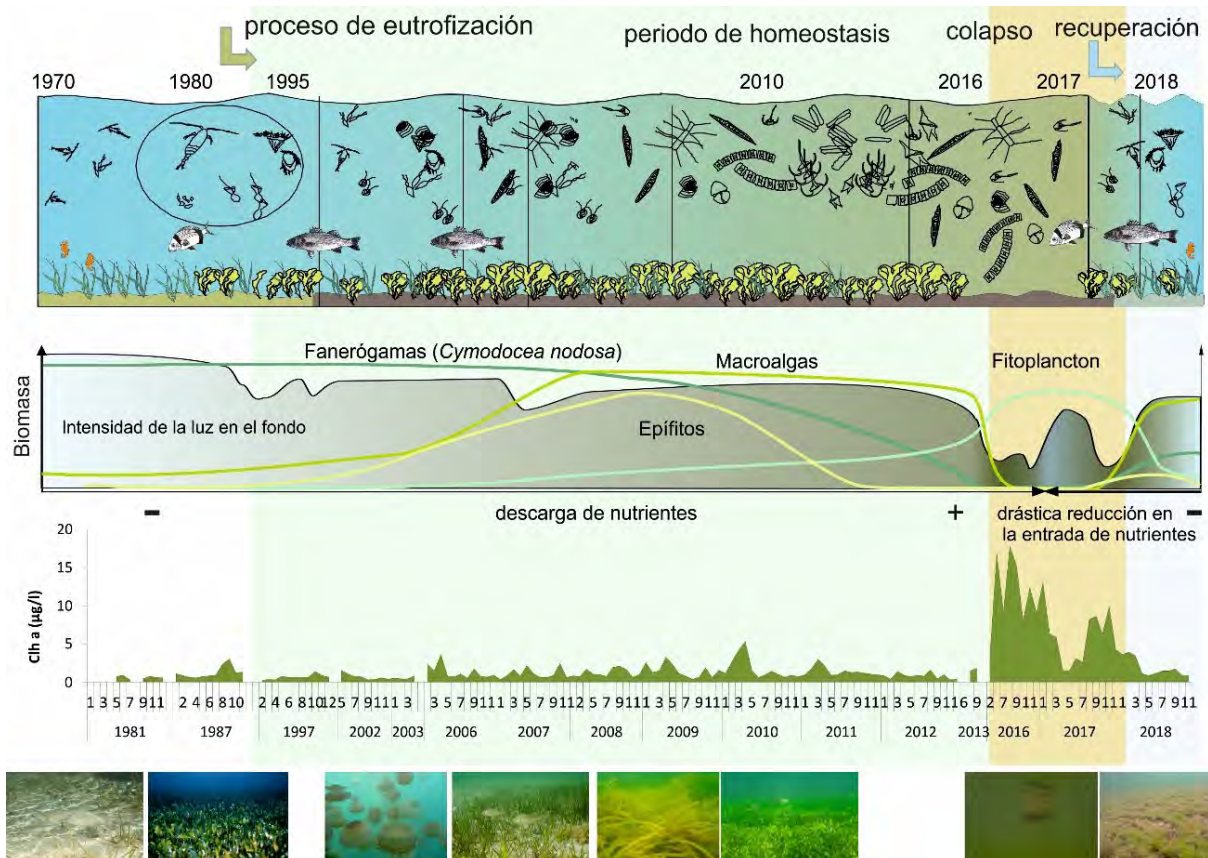 proceso de eutrofización
periodo de homeostasis
colapso
recuperación
1970 1980 1995 2010 2016 2017 2018
Fanerógamas (Cymodocea nodosa)
Macroalgas
Fitoplancton
Biomasa
Intensidad de la luz en el fondo
Epífitos
- descarga de nutrientes +
drástica reducción en -
la entrada de nutrientes
Clh a (µg/l)
20
15
10
5
0
1981 1987 1997 2002 2003 2006 2007 2008 2009 2010 2011 2012 2013 2016 2017 2018